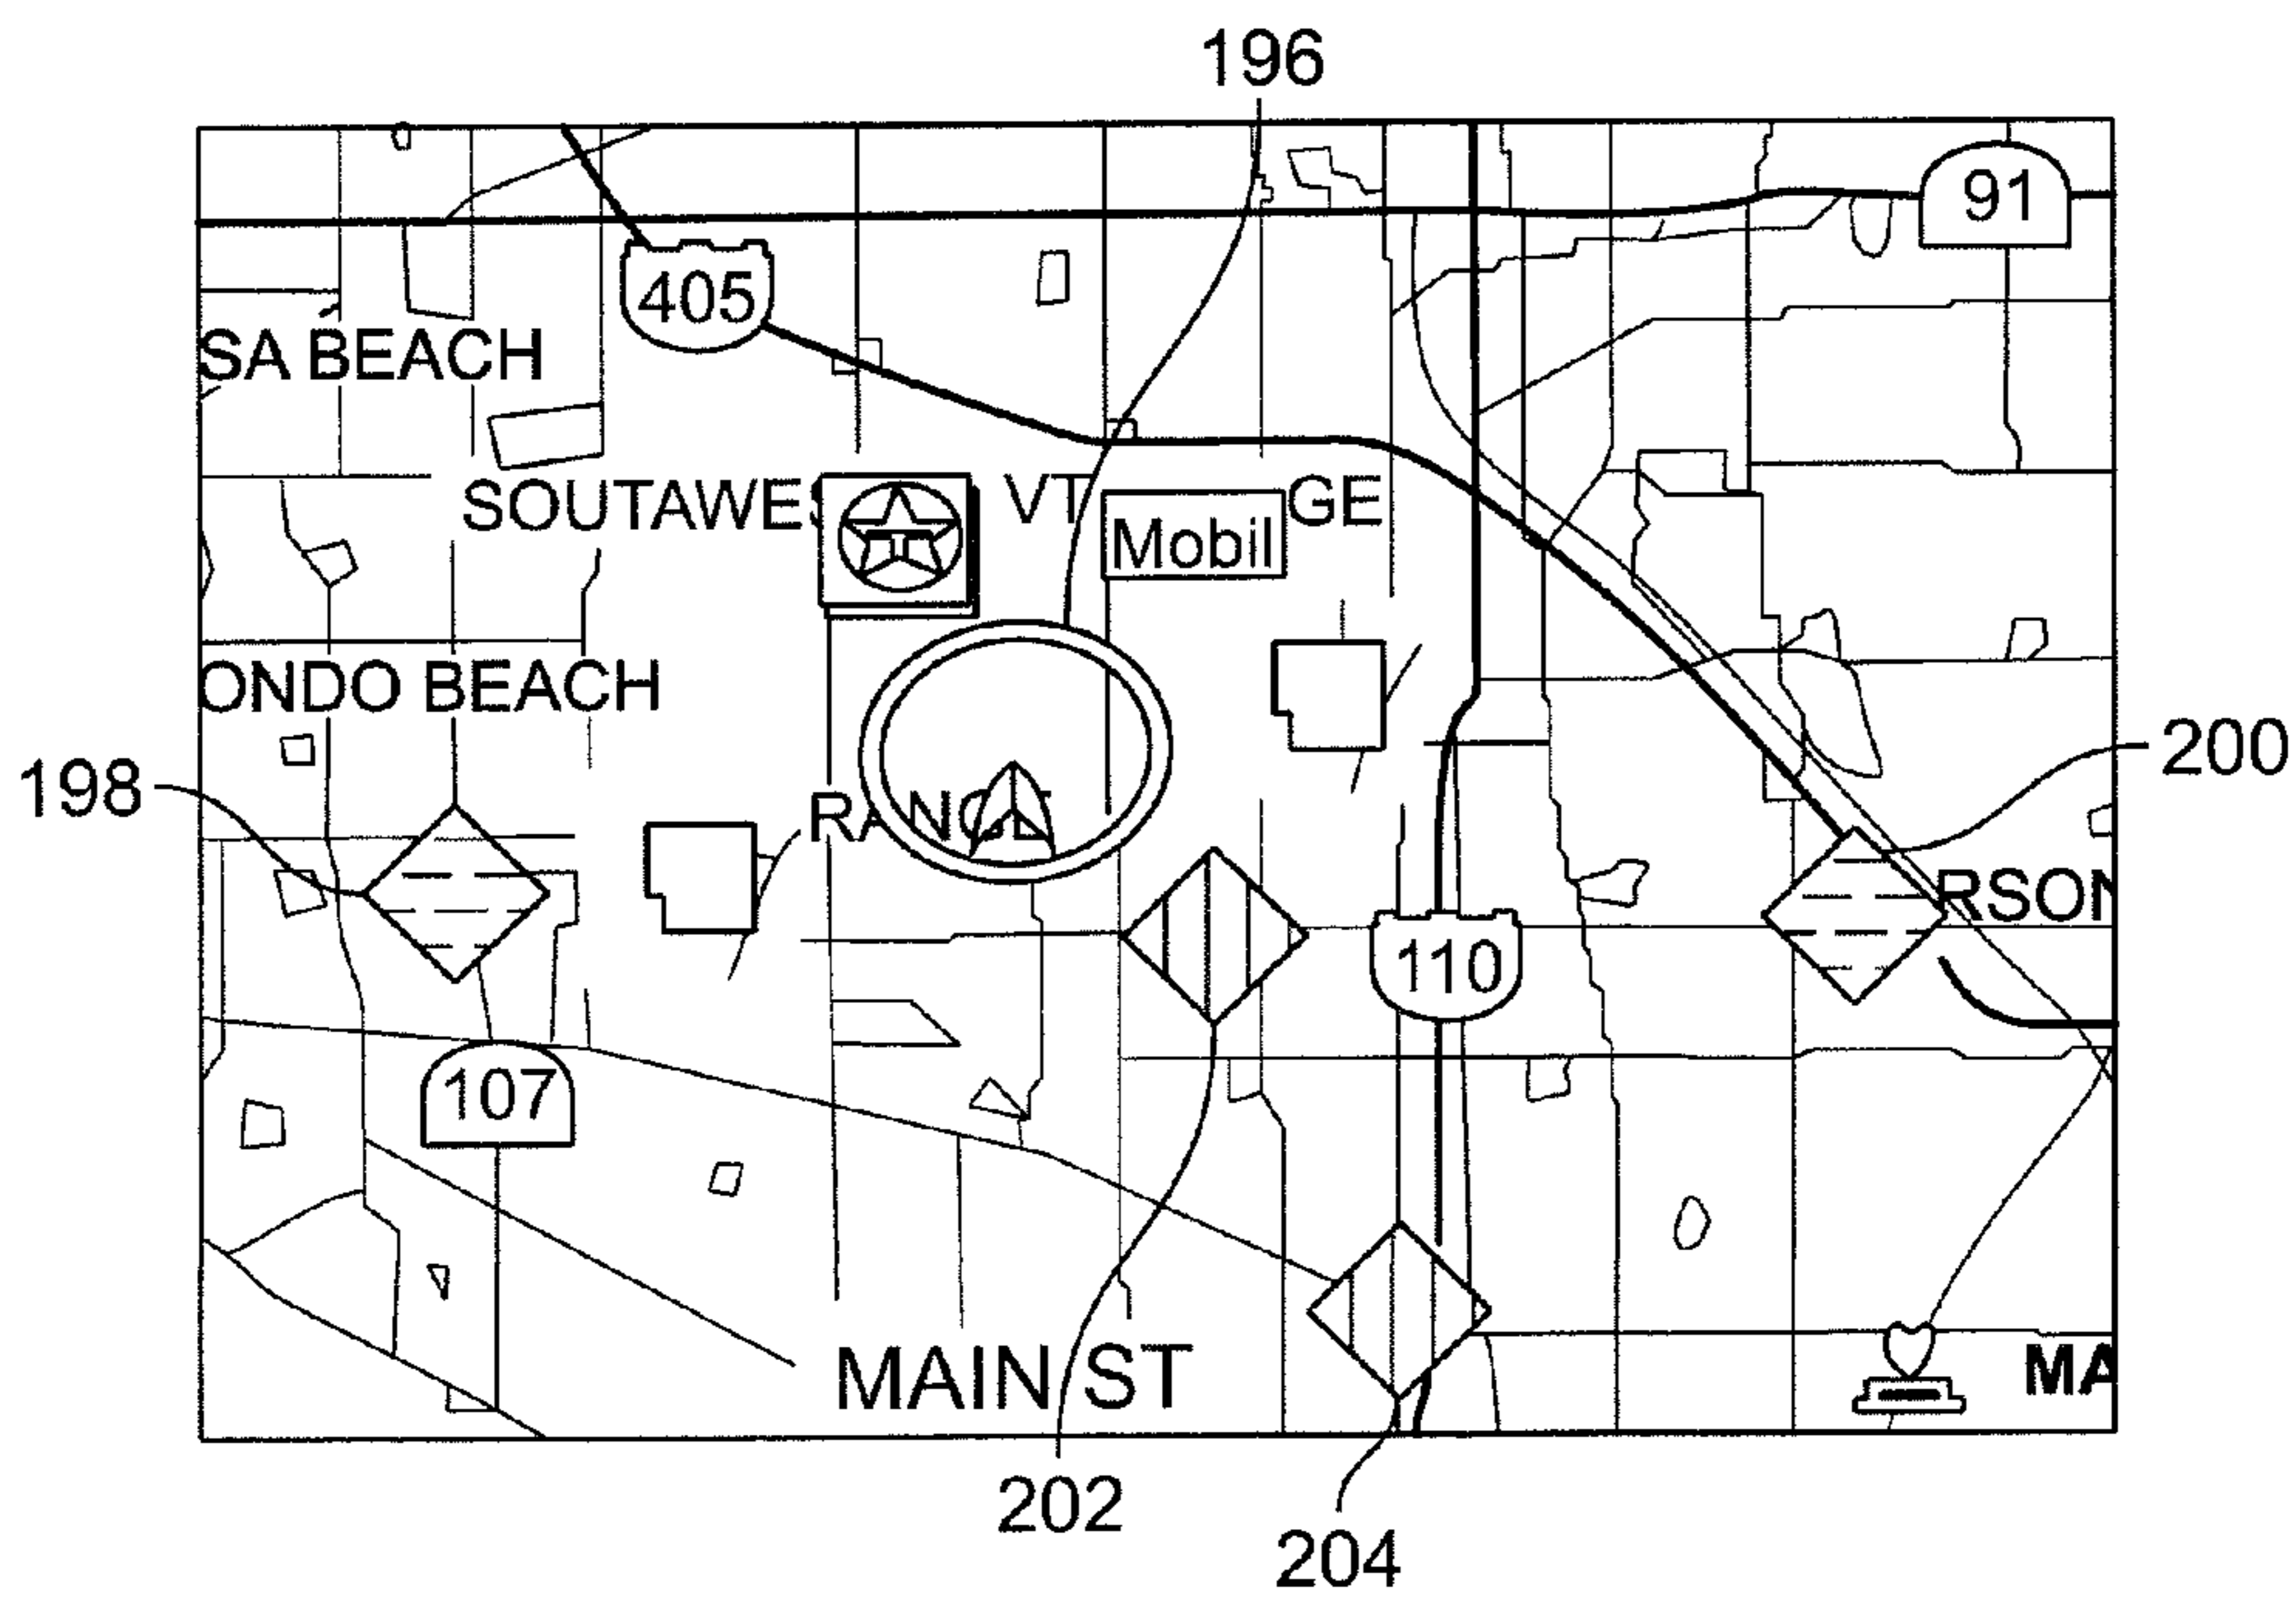 196
91
405
SA BEACH
SOUTAWES VT GE
Mobil
ONDO BEACH
200
198
RANGE
RSON
110
107
MAIN ST
MA
202
204